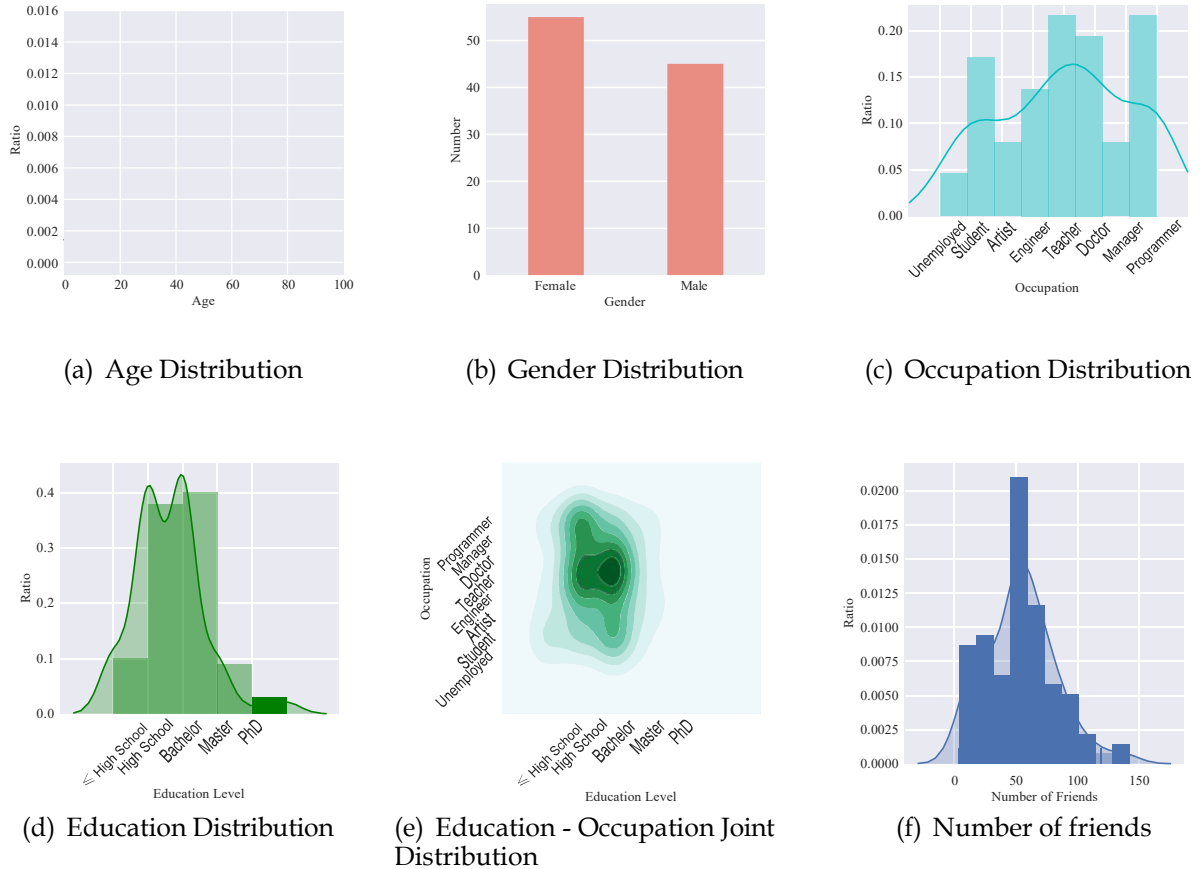 0.016
0.014
0.012
0.010
0.008
0.006
0.004
0.002
0.000
Ratio
0 20 40 60 80 100
Age
(a) Age Distribution
50
40
30
20
10
0
Number
Female Male
Gender
(b) Gender Distribution
0.20
0.15
0.10
0.05
0.00
Ratio
Unemployed
Student
Artist
Engineer
Teacher
Doctor
Manager
Programmer
Occupation
(c) Occupation Distribution
0.4
0.3
0.2
0.1
0.0
Ratio
≤ High School
High School
Bachelor
Master
PhD
Education Level
(d) Education Distribution
Occupation
Programmer
Manager
Doctor
Teacher
Engineer
Artist
Student
Unemployed
≤ High School
High School
Bachelor
Master
PhD
Education Level
(e) Education - Occupation Joint
Distribution
0.0200
0.0175
0.0150
0.0125
0.0100
0.0075
0.0050
0.0025
0.0000
Ratio
0 50 100 150
Number of Friends
(f) Number of friends